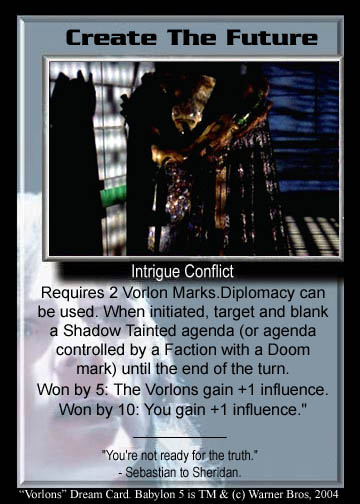 Create The Future
Intrigue Conflict
Requires 2 Vorlon Marks.Diplomacy can
be used. When initiated, target and blank
a Shadow Tainted agenda (or agenda
controlled by a Faction with a Doom
mark) until the end of the turn.
Won by 5: The Vorlons gain +1 influence.
Won by 10: You gain +1 influence."
"You're not ready for the truth."
- Sebastian to Sheridan.
"Vorlons" Dream Card. Babylon 5 is TM & (c) Warner Bros, 2004